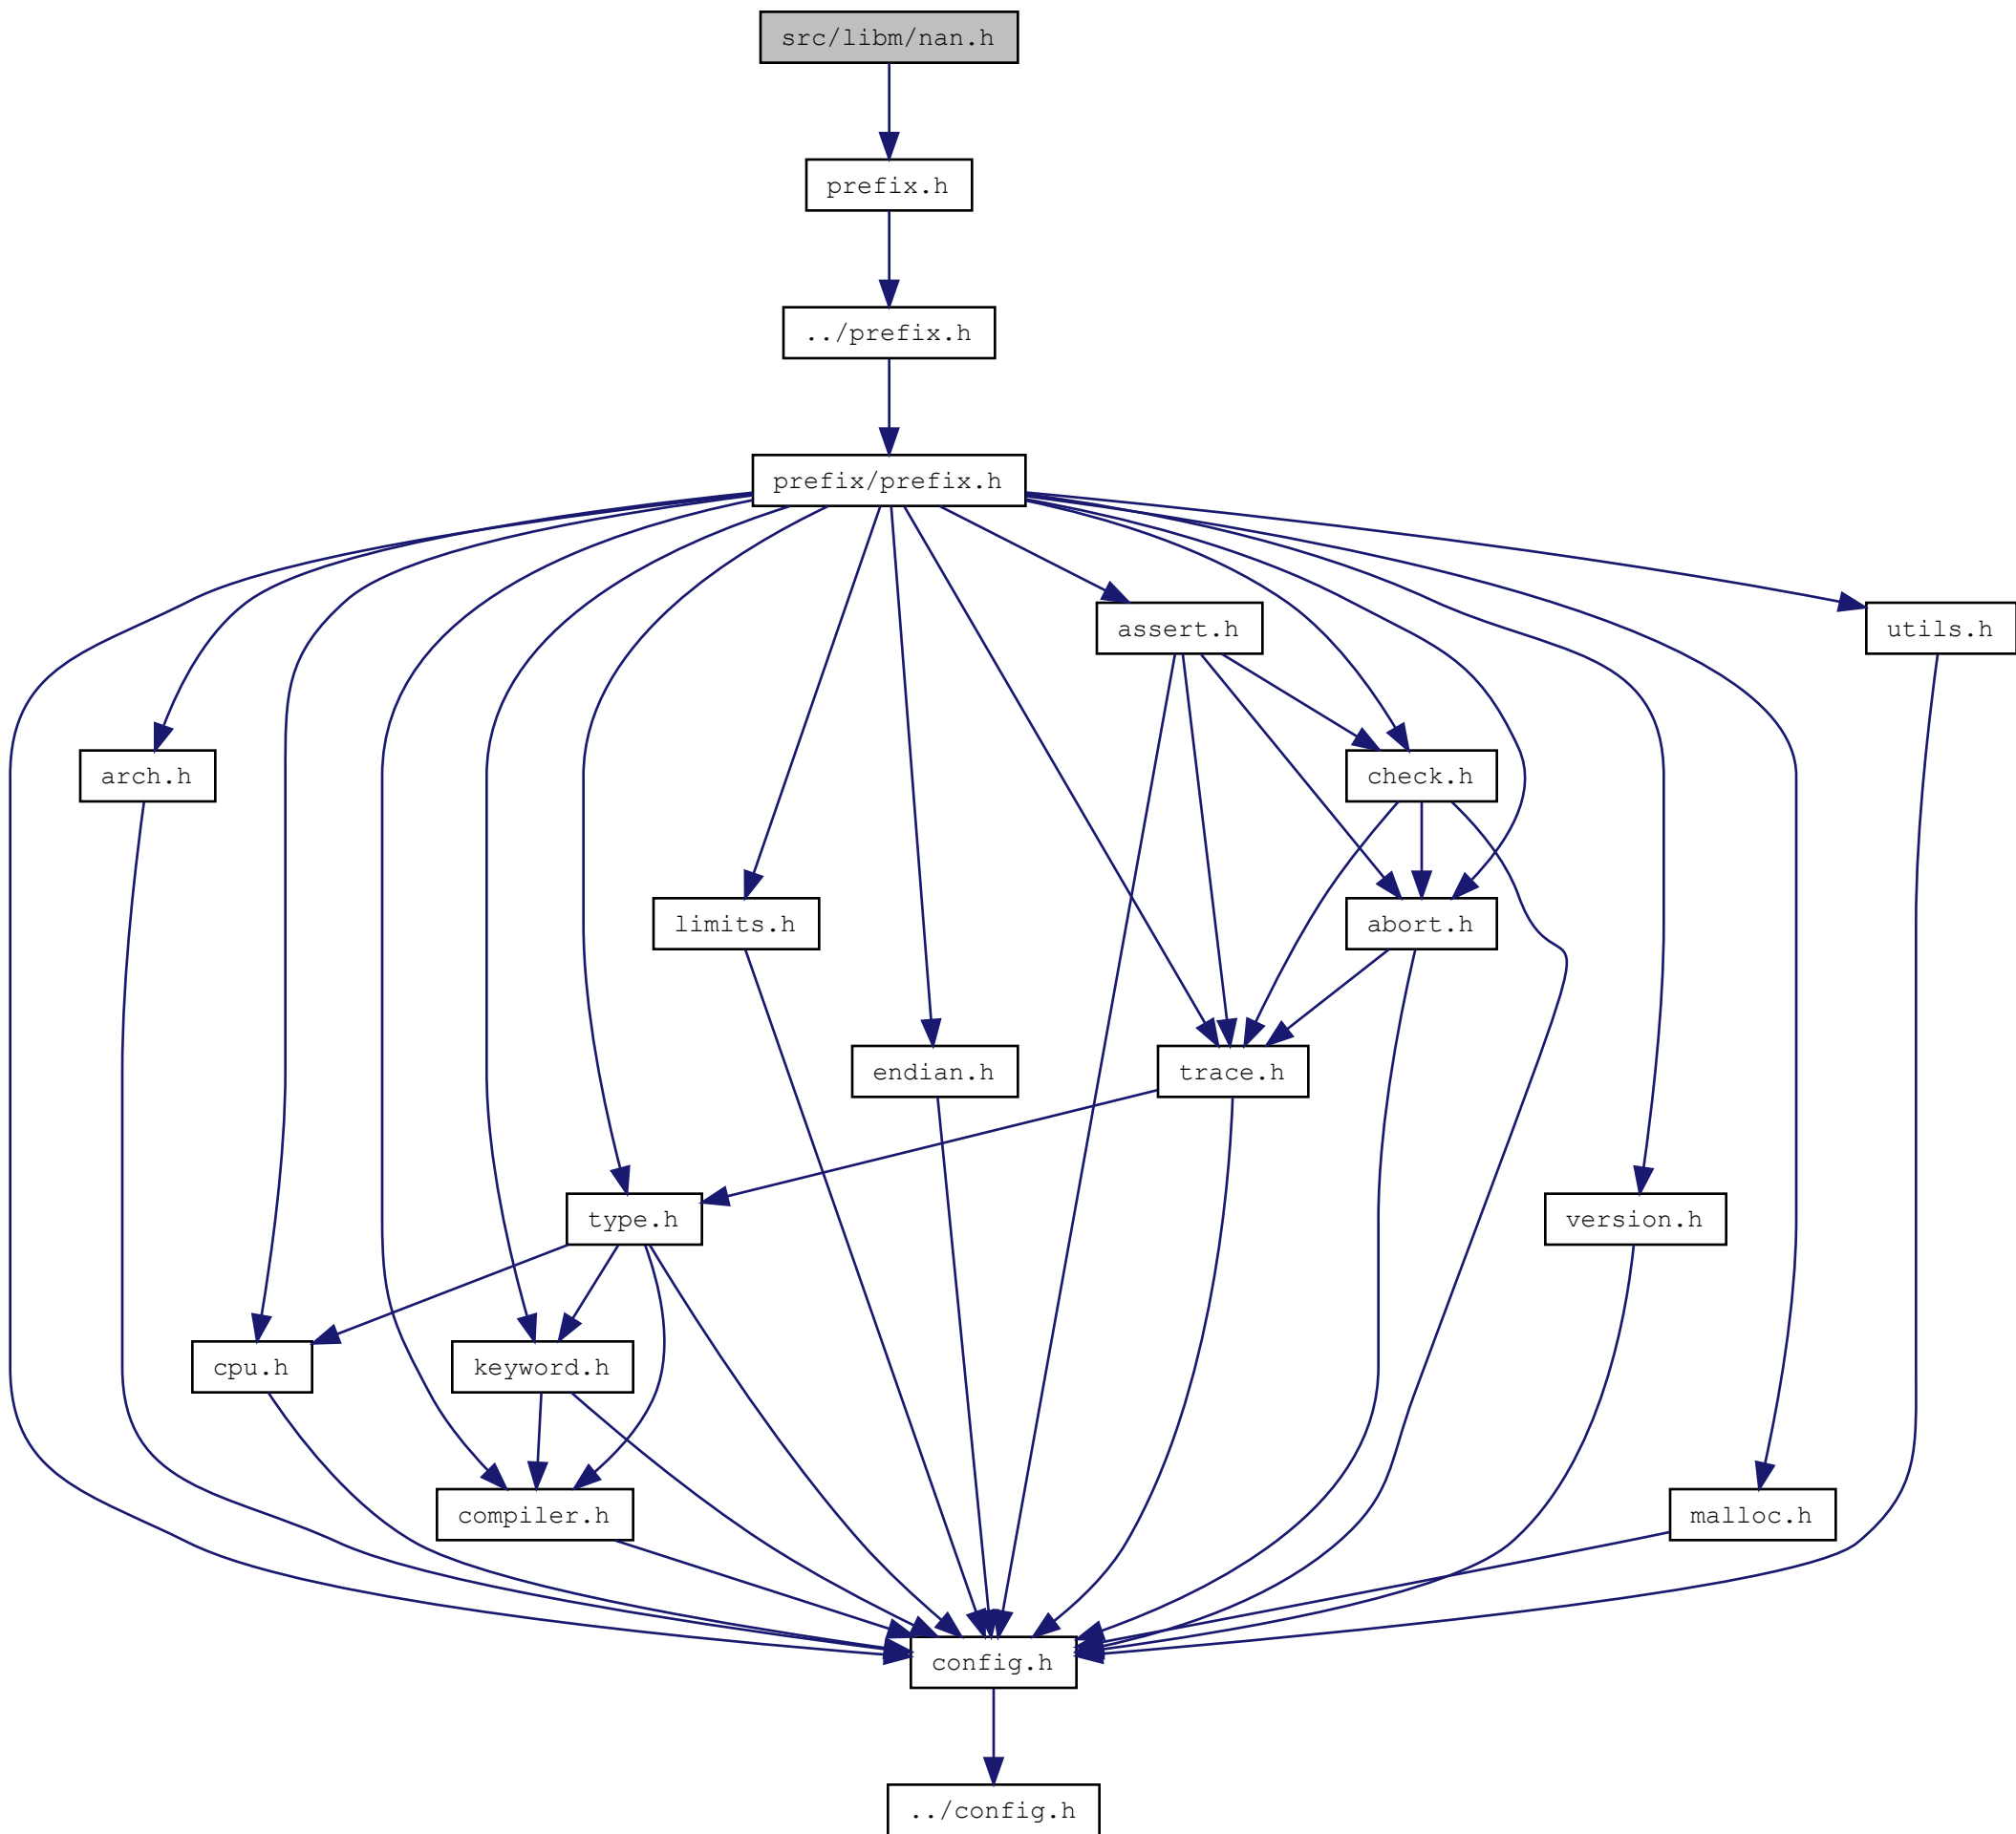 src/libm/nan.h
prefix.h
../prefix.h
prefix/prefix.h
assert.h
utils.h
arch.h
check.h
limits.h
abort.h
endian.h
trace.h
type.h
version.h
cpu.h
keyword.h
compiler.h
malloc.h
config.h
../config.h